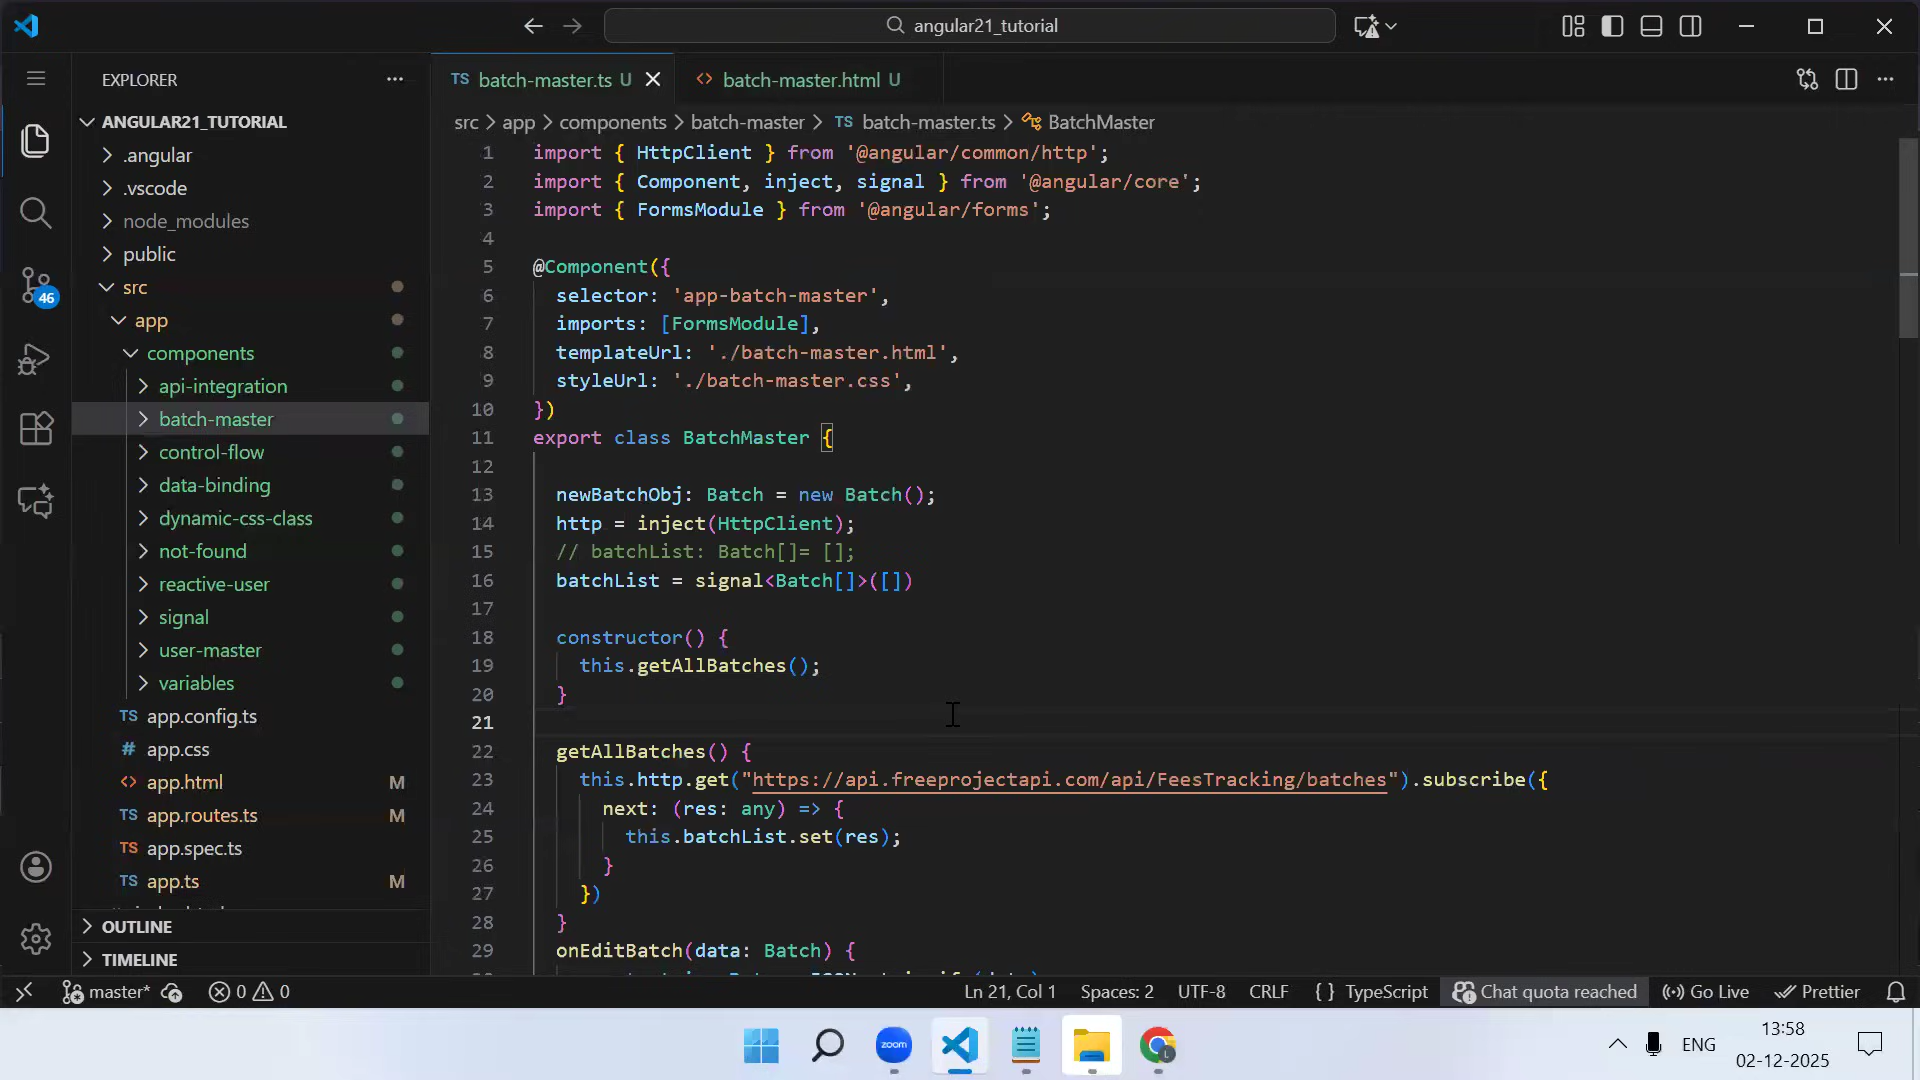 angular21_tutorial
EXPLORER
ANGULAR21_TUTORIAL
.angular
.vscode
node_modules
public
src
app
components
api-integration
batch-master
control-flow
data-binding
dynamic-css-class
not-found
reactive-user
signal
user-master
variables
TS app.config.ts
# app.css
<> app.html M
TS app.routes.ts M
TS app.spec.ts
TS app.ts M
OUTLINE
TIMELINE
46
TS batch-master.ts U
<> batch-master.html U
src > app > components > batch-master > TS batch-master.ts > BatchMaster
1 import { HttpClient } from '@angular/common/http';
2 import { Component, inject, signal } from '@angular/core';
3 import { FormsModule } from '@angular/forms';
4
5 @Component({
6 selector: 'app-batch-master',
7 imports: [FormsModule],
8 templateUrl: './batch-master.html',
9 styleUrl: './batch-master.css',
10 })
11 export class BatchMaster {
12
13 newBatchObj: Batch = new Batch();
14 http = inject(HttpClient);
15 // batchList: Batch[]= [];
16 batchList = signal<Batch[]>([])
17
18 constructor() {
19 this.getAllBatches();
20 }
21
22 getAllBatches() {
23 this.http.get("https://api.freeprojectapi.com/api/FeesTracking/batches").subscribe({
24 next: (res: any) => {
25 this.batchList.set(res);
26 }
27 })
28 }
29 onEditBatch(data: Batch) {
master* 0 0 Ln 21, Col 1 Spaces: 2 UTF-8 CRLF { } TypeScript Chat quota reached Go Live Prettier
zoom
L
ENG
13:58
02-12-2025